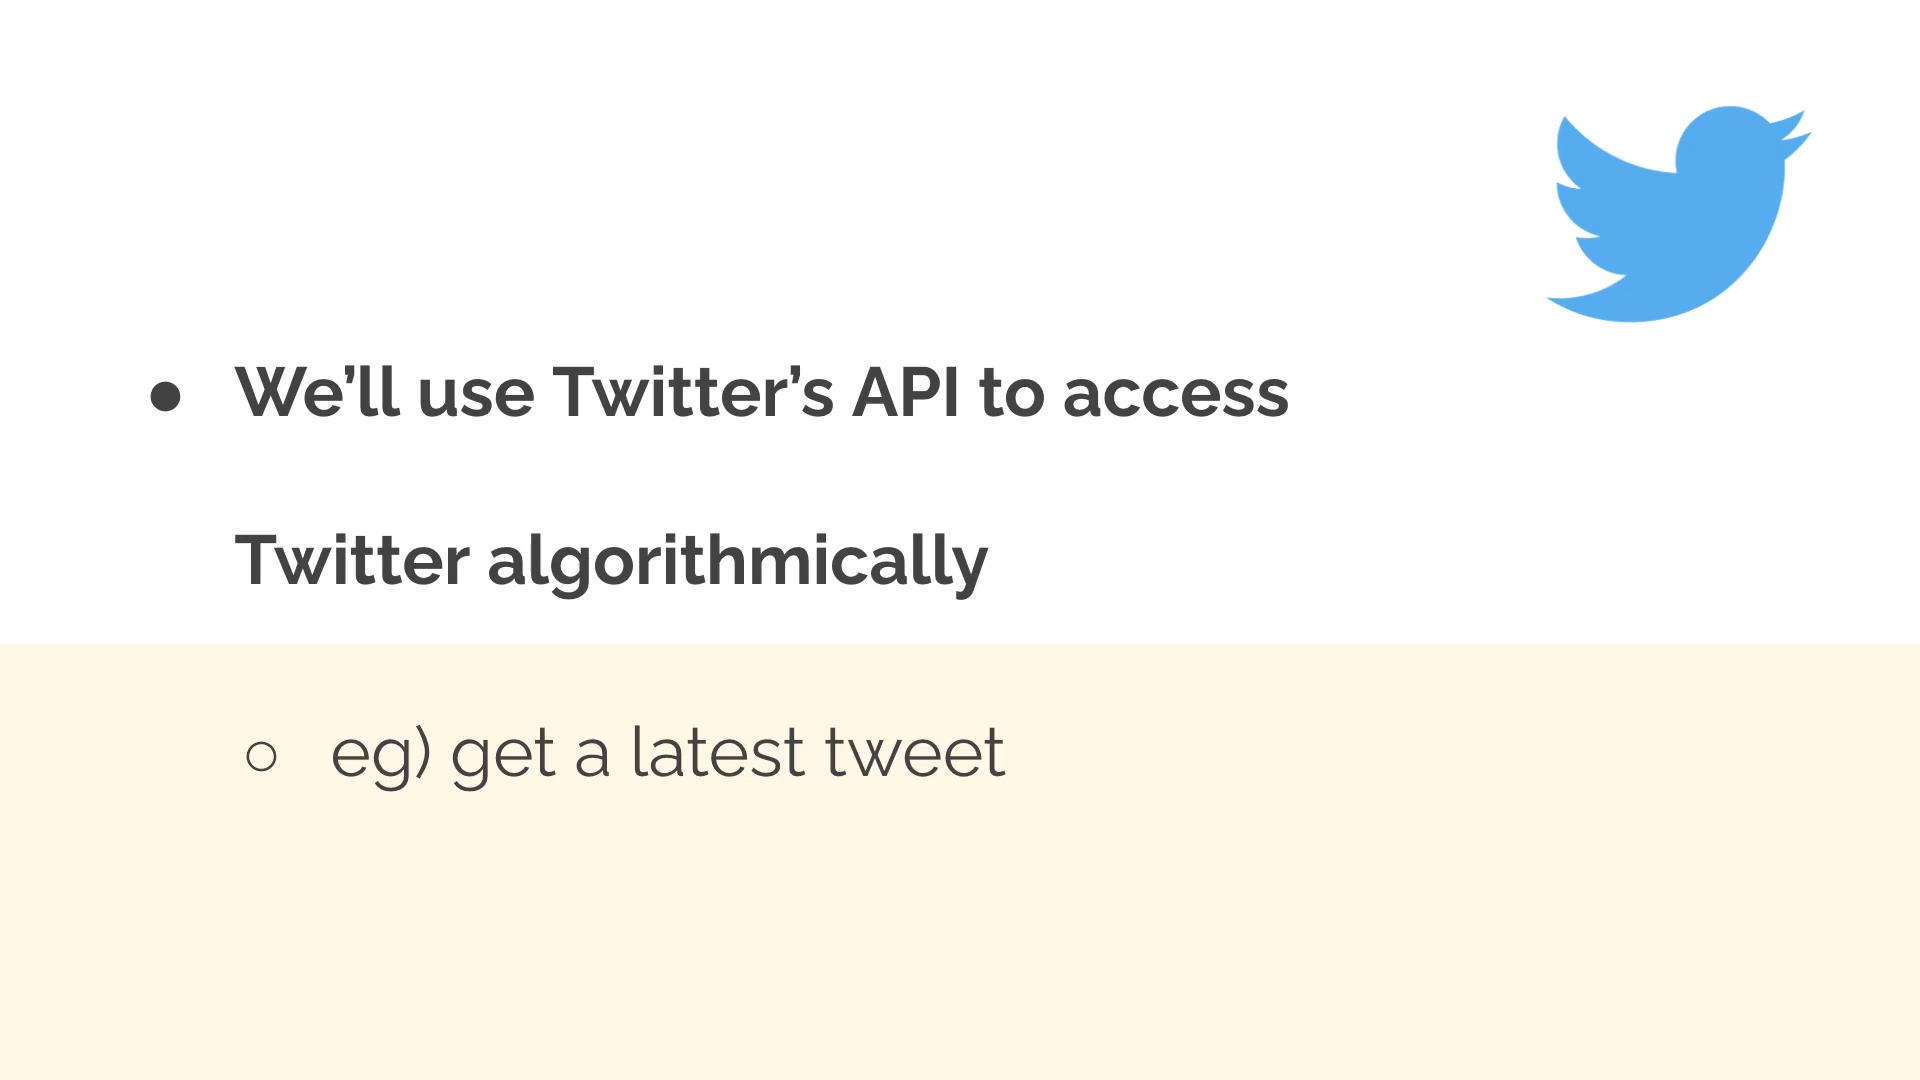 ● We’ll use Twitter’s API to access
Twitter algorithmically
○ eg) get a latest tweet